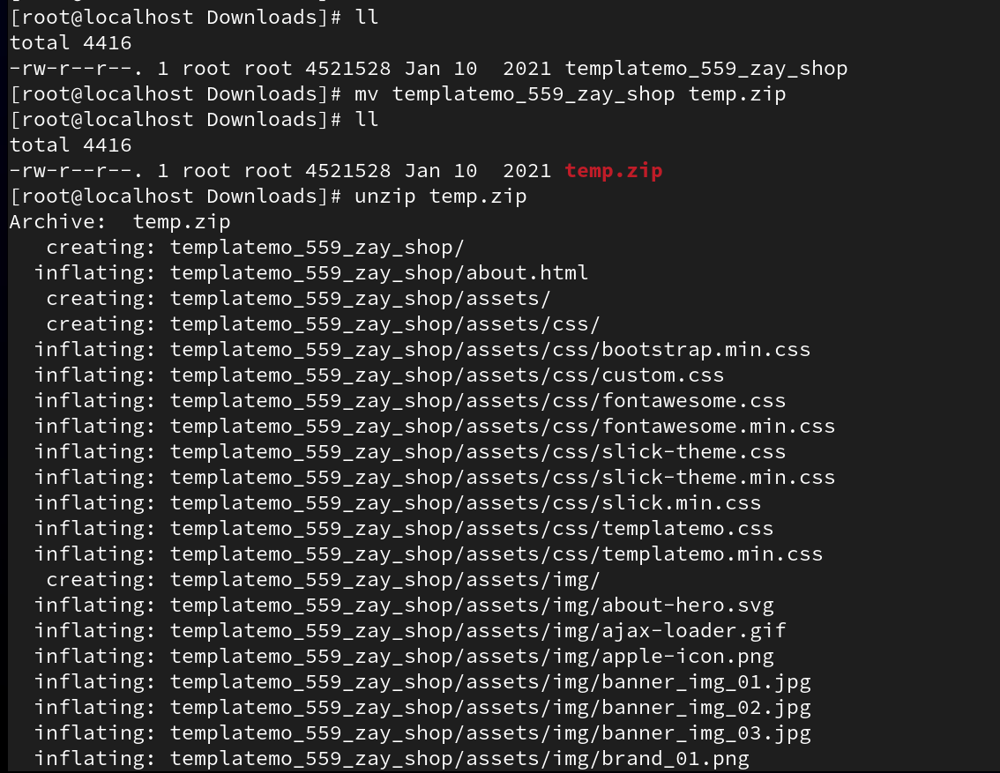 [root@localhost Downloads]# ll
total 4416
-rw-r--r--. 1 root root 4521528 Jan 10  2021 templatemo_559_zay_shop
[root@localhost Downloads]# mv templatemo_559_zay_shop temp.zip
[root@localhost Downloads]# ll
total 4416
-rw-r--r--. 1 root root 4521528 Jan 10  2021 temp.zip
[root@localhost Downloads]# unzip temp.zip
Archive:  temp.zip
   creating: templatemo_559_zay_shop/
  inflating: templatemo_559_zay_shop/about.html
   creating: templatemo_559_zay_shop/assets/
   creating: templatemo_559_zay_shop/assets/css/
  inflating: templatemo_559_zay_shop/assets/css/bootstrap.min.css
  inflating: templatemo_559_zay_shop/assets/css/custom.css
  inflating: templatemo_559_zay_shop/assets/css/fontawesome.css
  inflating: templatemo_559_zay_shop/assets/css/fontawesome.min.css
  inflating: templatemo_559_zay_shop/assets/css/slick-theme.css
  inflating: templatemo_559_zay_shop/assets/css/slick-theme.min.css
  inflating: templatemo_559_zay_shop/assets/css/slick.min.css
  inflating: templatemo_559_zay_shop/assets/css/templatemo.css
  inflating: templatemo_559_zay_shop/assets/css/templatemo.min.css
   creating: templatemo_559_zay_shop/assets/img/
  inflating: templatemo_559_zay_shop/assets/img/about-hero.svg
  inflating: templatemo_559_zay_shop/assets/img/ajax-loader.gif
  inflating: templatemo_559_zay_shop/assets/img/apple-icon.png
  inflating: templatemo_559_zay_shop/assets/img/banner_img_01.jpg
  inflating: templatemo_559_zay_shop/assets/img/banner_img_02.jpg
  inflating: templatemo_559_zay_shop/assets/img/banner_img_03.jpg
  inflating: templatemo_559_zay_shop/assets/img/brand_01.png